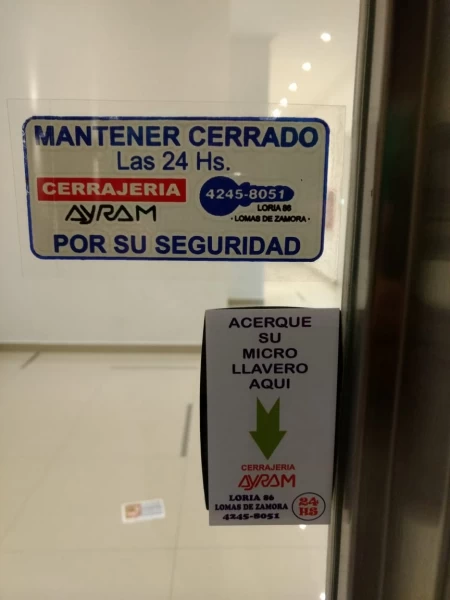 MANTENER CERRADO
Las 24 Hs.
CERRAJERIA
AYRAM
4245-8051
LORIA 86
· LOMAS DE ZAMORA ·
POR SU SEGURIDAD
ACERQUE
SU
MICRO
LLAVERO
AQUI
CERRAJERIA
AYRAM
LORIA 86
LOMAS DE ZAMORA
4245-8051
24
HS